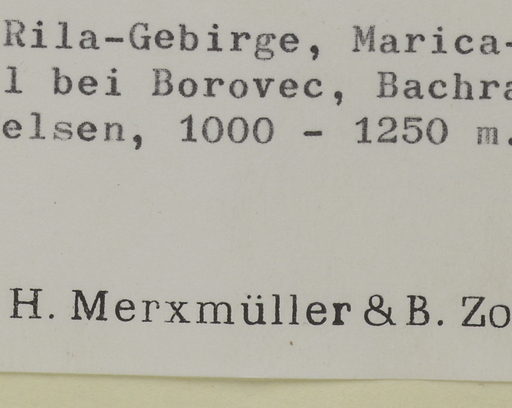 Rila-Gebirge, Marica-
l bei Borovec, Bachra
elsen, 1000 - 1250 m.
H. Merxmüller & B. Zo